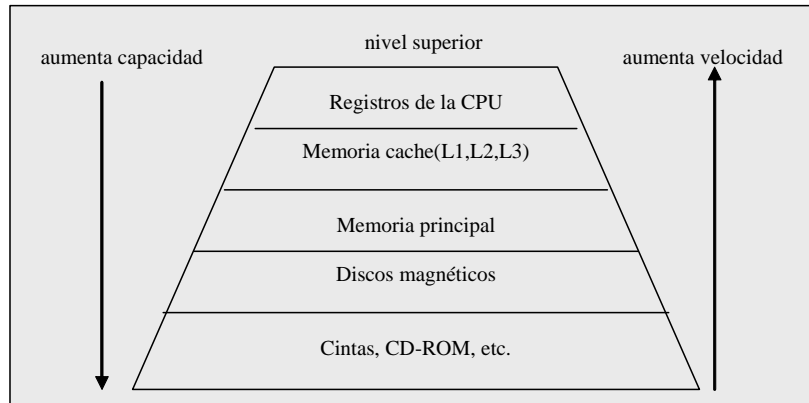 nivel superior
aumenta capacidad
aumenta velocidad
Registros de la CPU
Memoria cache(L1,L2,L3)
Memoria principal
Discos magnéticos
Cintas, CD-ROM, etc.